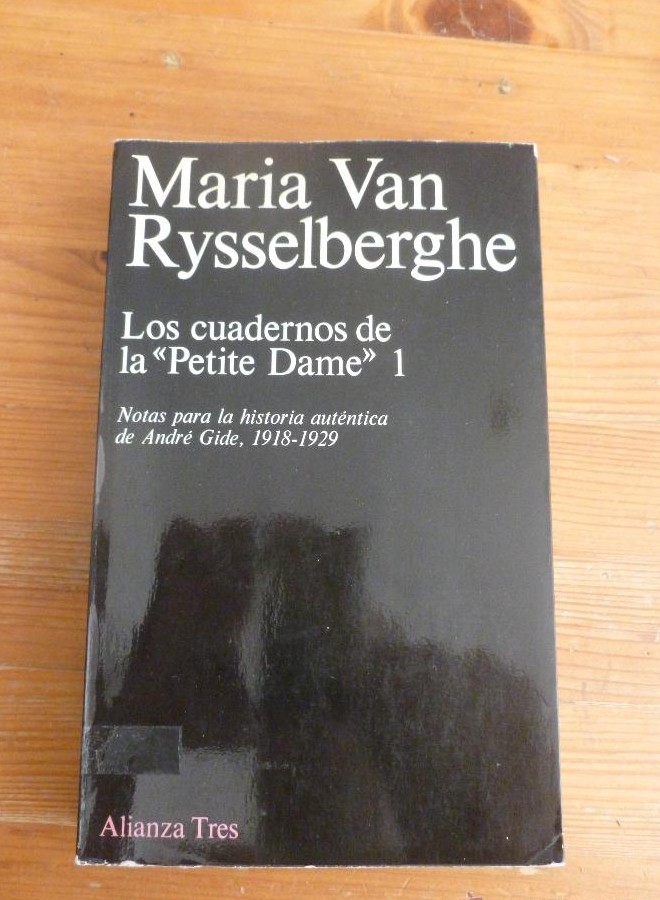 Maria Van
Rysselberghe
Los cuadernos de
la «Petite Dame» 1
Notas para la historia auténtica
de André Gide, 1918-1929
Alianza Tres